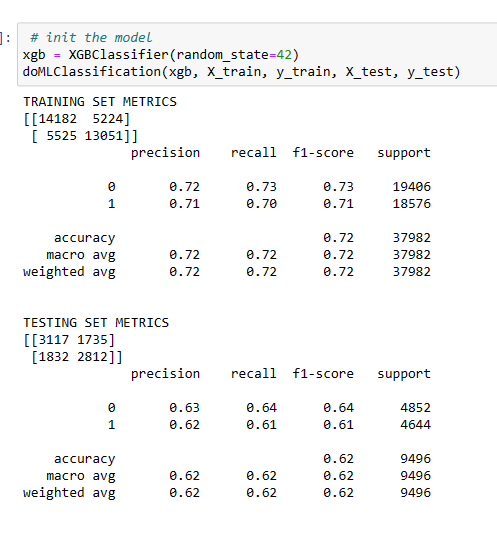 ]:
# init the model
xgb = XGBClassifier(random_state=42)
doMLClassification(xgb, X_train, y_train, X_test, y_test)
TRAINING SET METRICS
[[14182  5224]
 [ 5525 13051]]
              precision    recall  f1-score   support

           0       0.72      0.73      0.73     19406
           1       0.71      0.70      0.71     18576

    accuracy                           0.72     37982
   macro avg       0.72      0.72      0.72     37982
weighted avg       0.72      0.72      0.72     37982

TESTING SET METRICS
[[3117 1735]
 [1832 2812]]
              precision    recall  f1-score   support

           0       0.63      0.64      0.64      4852
           1       0.62      0.61      0.61      4644

    accuracy                           0.62      9496
   macro avg       0.62      0.62      0.62      9496
weighted avg       0.62      0.62      0.62      9496